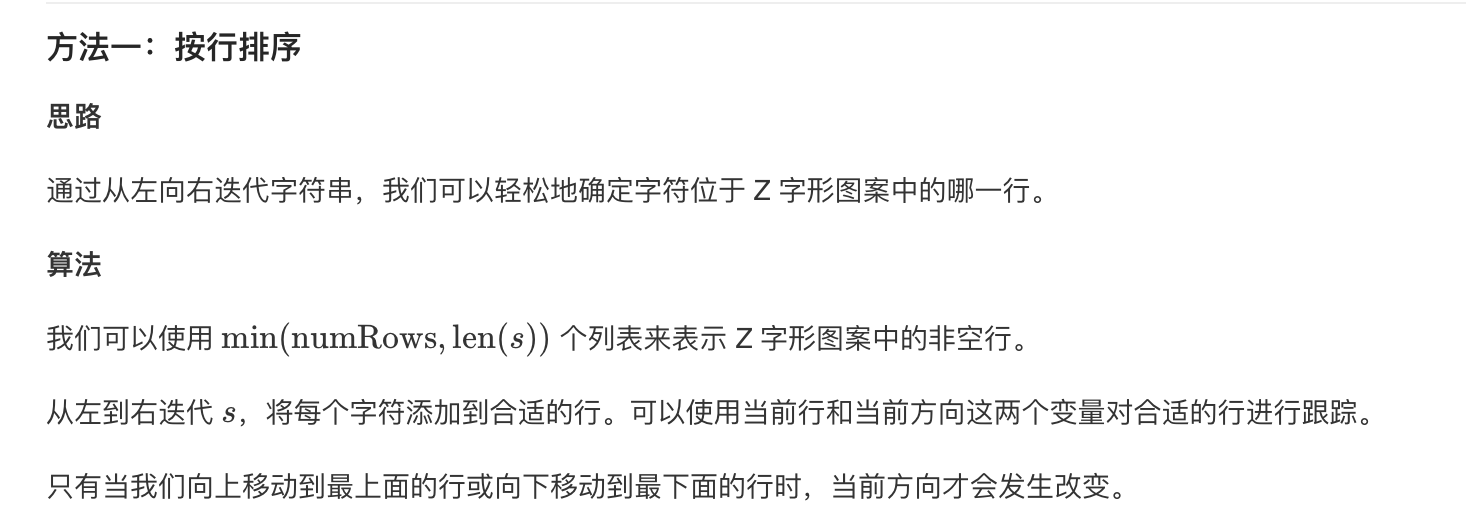 方法一：按行排序
思路
通过从左向右迭代字符串，我们可以轻松地确定字符位于 Z 字形图案中的哪一行。
算法
我们可以使用 min(numRows, len(s)) 个列表来表示 Z 字形图案中的非空行。
从左到右迭代 s，将每个字符添加到合适的行。可以使用当前行和当前方向这两个变量对合适的行进行跟踪。
只有当我们向上移动到最上面的行或向下移动到最下面的行时，当前方向才会发生改变。